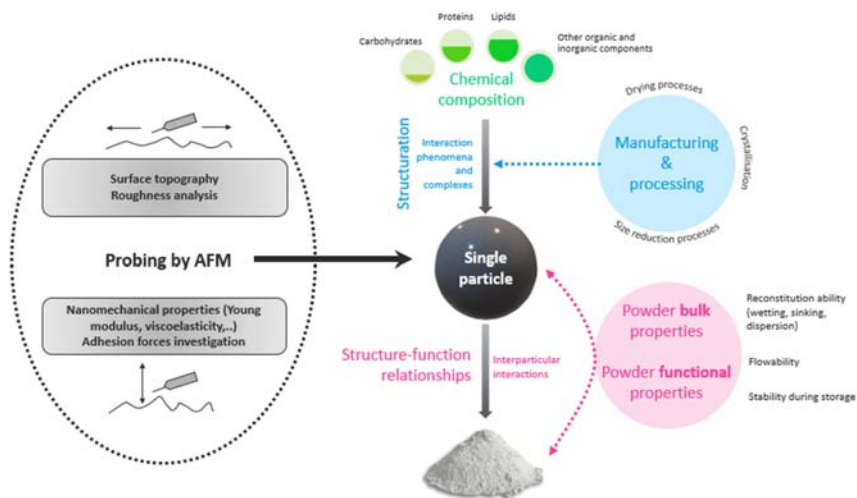 Proteins
Lipids
Carbohydrates
Other organic and
inorganic components
Chemical
composition
Drying processes
Structuration
Interaction
phenomena
and
complexes
Manufacturing
&
processing
Crystallisation
Size reduction processes
Surface topography
Roughness analysis
Probing by AFM
Single
particle
Nanomechanical properties (Young
modulus, viscoelasticity,..)
Adhesion forces investigation
Structure-function
relationships
Interparticular
interactions
Powder bulk
properties
Powder functional
properties
Reconstitution ability
(wetting, sinking,
dispersion)
Flowability
Stability during storage